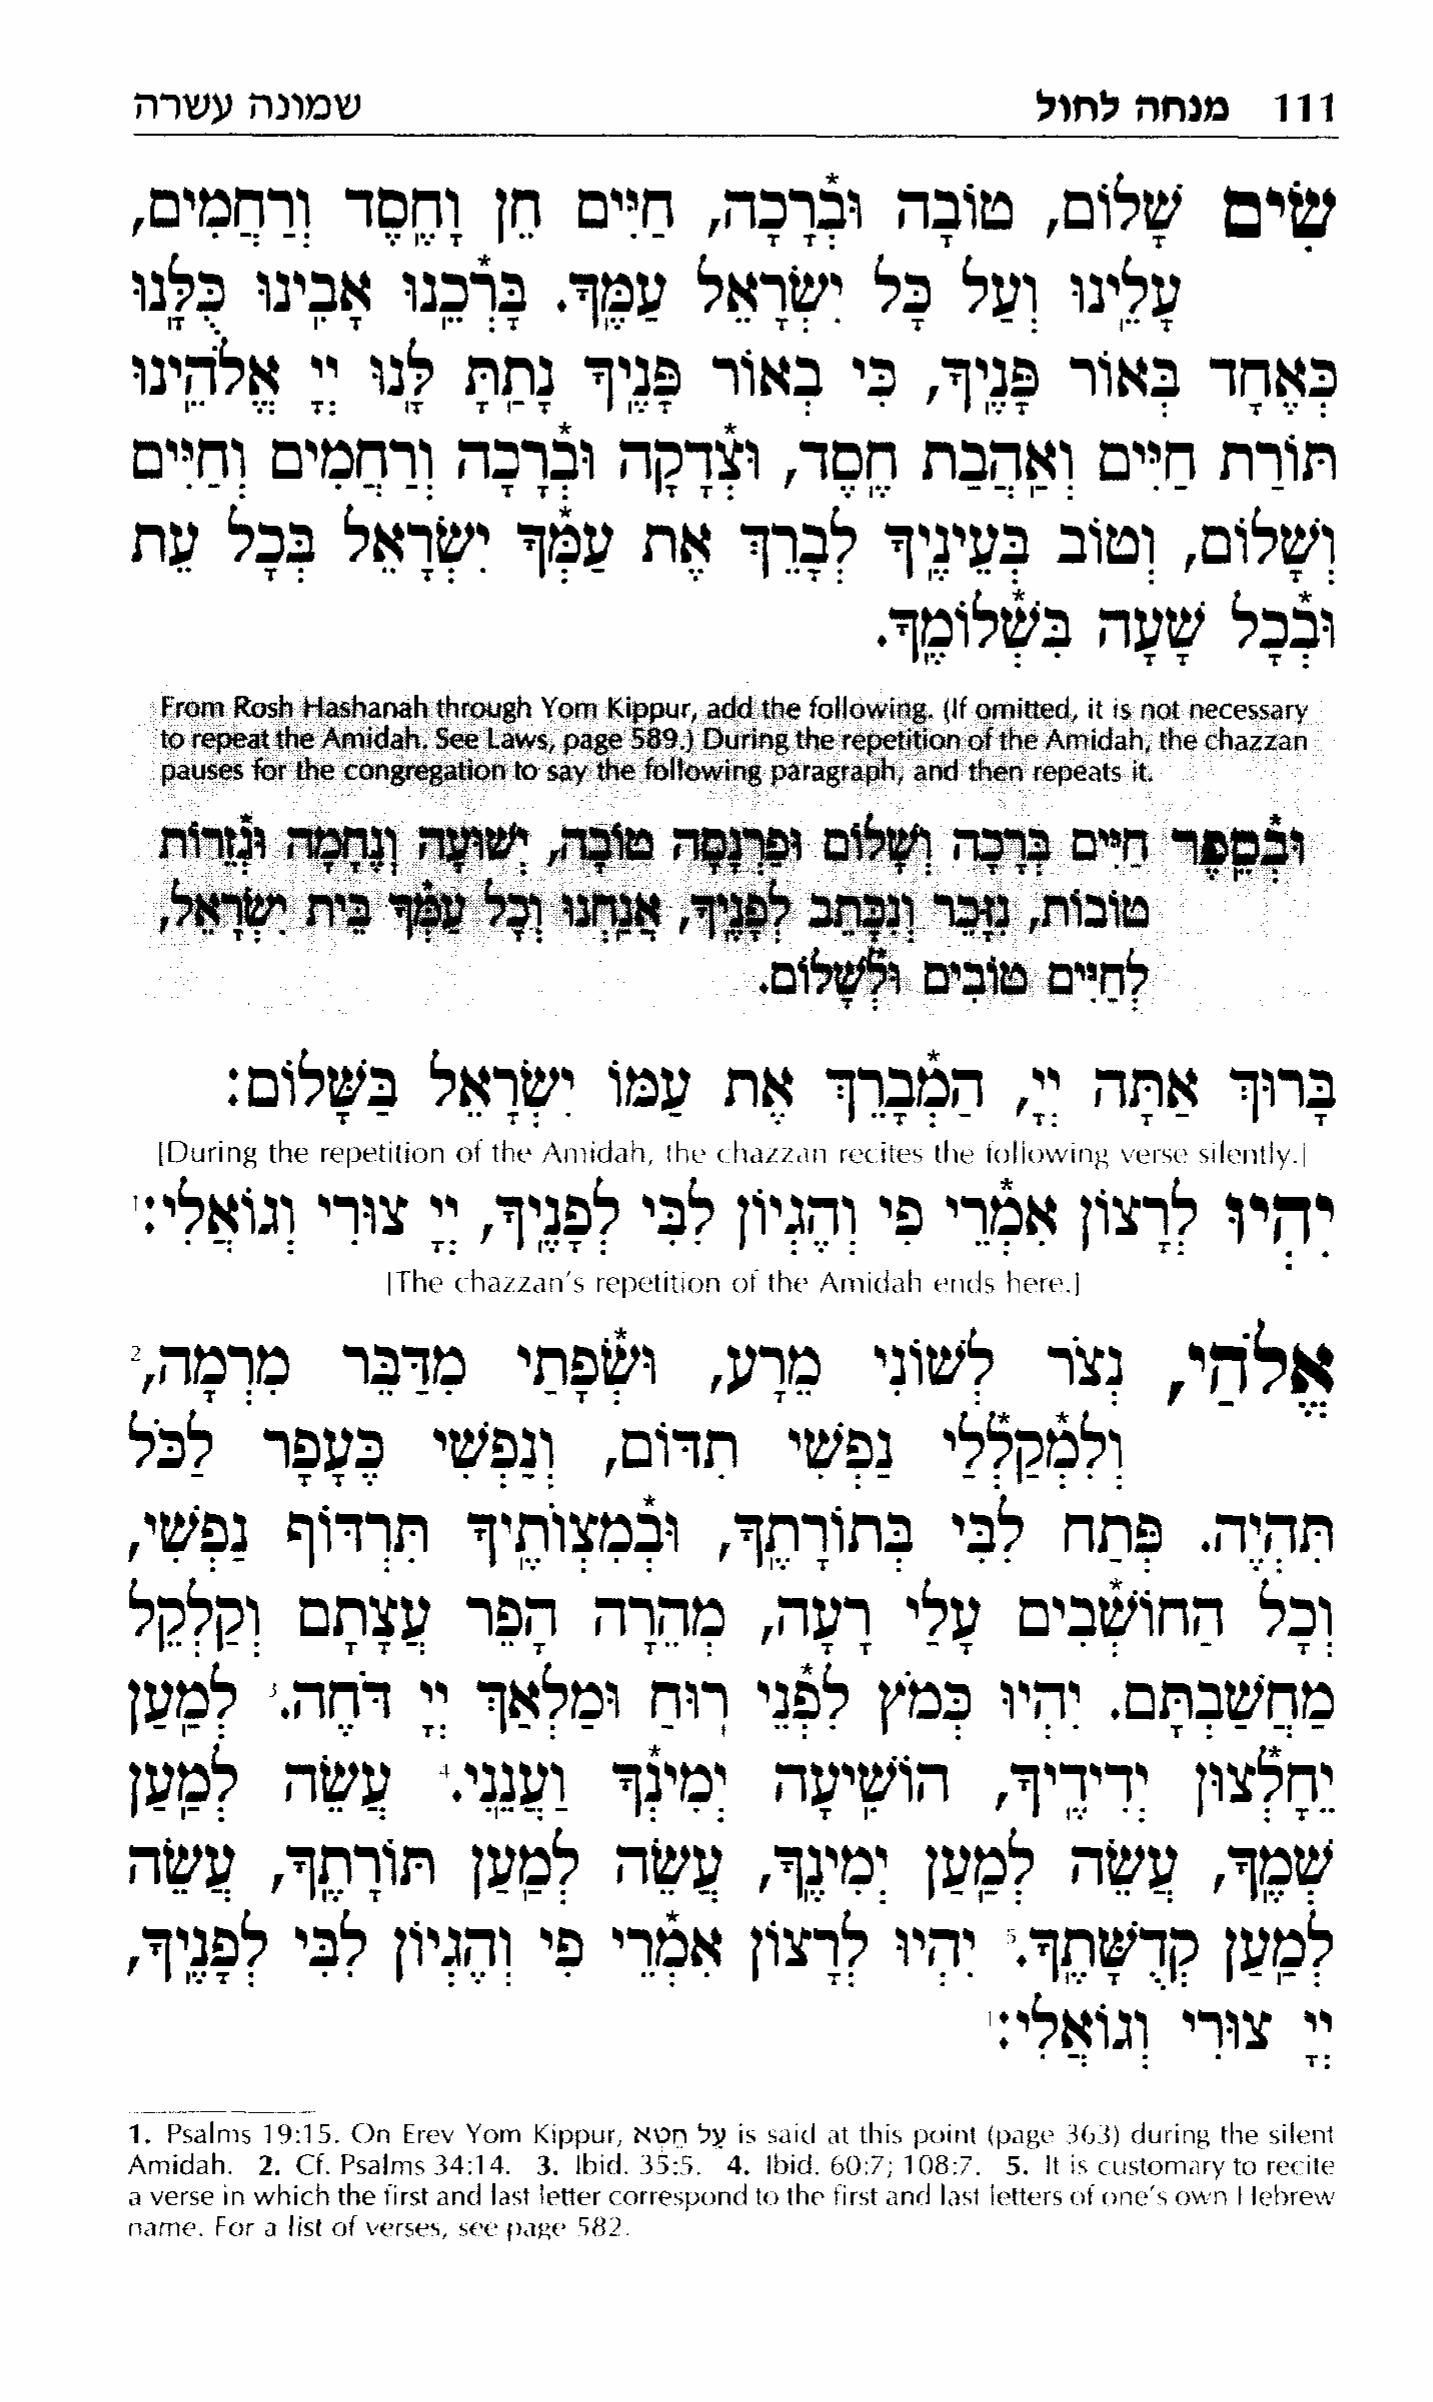 111 מנחה לחול שמונה עשרה
שִׂים שָׁלוֹם, טוֹבָה וּבְ*רָכָה, חַיִּים חֵן וָחֶסֶד וְרַחֲמִים,
עָלֵינוּ וְעַל כָּל יִשְׂרָאֵל עַמֶּךָ. בָּרְ*כֵנוּ אָבִינוּ כֻּלָּנוּ
כְּאֶחָד בְּאוֹר פָּנֶיךָ, כִּי בְאוֹר פָּנֶיךָ נָתַתָּ לָּנוּ יְיָ אֱלֹהֵינוּ
תּוֹרַת חַיִּים וְאַהֲבַת חֶסֶד, וּצְ*דָקָה וּבְ*רָכָה וְרַחֲמִים וְחַיִּים
וְשָׁלוֹם, וְטוֹב בְּעֵינֶיךָ לְבָרֵךְ אֶת עַמְּ*ךָ יִשְׂרָאֵל בְּכָל עֵת
וּבְ*כָל שָׁעָה בִּשְׁ*לוֹמֶךָ.
From Rosh Hashanah through Yom Kippur, add the following. (If omitted, it is not necessary
to repeat the Amidah. See Laws, page 589.) During the repetition of the Amidah, the chazzan
pauses for the congregation to say the following paragraph, and then repeats it.
וּבְ*סֵפֶר חַיִּים בְּרָכָה וְשָׁלוֹם וּפַרְנָסָה טוֹבָה, יְשׁוּעָה וְנֶחָמָה וּגְ*זֵרוֹת
טוֹבוֹת, נִזָּכֵר וְנִכָּתֵב לְפָנֶיךָ, אֲנַחְנוּ וְכָל עַמְּ*ךָ בֵּית יִשְׂרָאֵל,
לְחַיִּים טוֹבִים וּלְ*שָׁלוֹם.
בָּרוּךְ אַתָּה יְיָ, הַמְ*בָרֵךְ אֶת עַמּוֹ יִשְׂרָאֵל בַּשָּׁלוֹם:
[During the repetition of the Amidah, the chazzan recites the following verse silently.]
יִהְיוּ לְרָצוֹן אִמְ*רֵי פִי וְהֶגְיוֹן לִבִּי לְפָנֶיךָ, יְיָ צוּרִי וְגוֹאֲלִי:1
[The chazzan's repetition of the Amidah ends here.]
אֱלֹהַי, נְצוֹר לְשׁוֹנִי מֵרָע, וּשְׂ*פָתַי מִדַּבֵּר מִרְמָה,2
וְלִמְ*קַלְלַ*י נַפְשִׁי תִדּוֹם, וְנַפְשִׁי כֶּעָפָר לַכֹּל
תִּהְיֶה. פְּתַח לִבִּי בְּתוֹרָתֶךָ, וּבְ*מִצְוֹתֶיךָ תִּרְדּוֹף נַפְשִׁי,
וְכָל הַחוֹשְׁ*בִים עָלַי רָעָה, מְהֵרָה הָפֵר עֲצָתָם וְקַלְקֵל
מַחֲשַׁבְתָּם. יִהְיוּ כְּמֹץ לִפְ*נֵי רוּחַ וּמַלְאַךְ יְיָ דֹּחֶה.3 לְמַעַן
יֵחָלְ*צוּן יְדִידֶיךָ, הוֹשִׁיעָה יְמִינְ*ךָ וַעֲנֵנִי.4 עֲשֵׂה לְמַעַן
שְׁמֶךָ, עֲשֵׂה לְמַעַן יְמִינֶךָ, עֲשֵׂה לְמַעַן תּוֹרָתֶךָ, עֲשֵׂה
לְמַעַן קְדֻשָּׁתֶךָ.5 יִהְיוּ לְרָצוֹן אִמְ*רֵי פִי וְהֶגְיוֹן לִבִּי לְפָנֶיךָ,
יְיָ צוּרִי וְגוֹאֲלִי:1
1. Psalms 19:15. On Erev Yom Kippur, עַל חֵטְא is said at this point (page 363) during the silent
Amidah. 2. Cf. Psalms 34:14. 3. Ibid. 35:5. 4. Ibid. 60:7; 108:7. 5. It is customary to recite
a verse in which the first and last letter correspond to the first and last letters of one's own Hebrew
name. For a list of verses, see page 582.